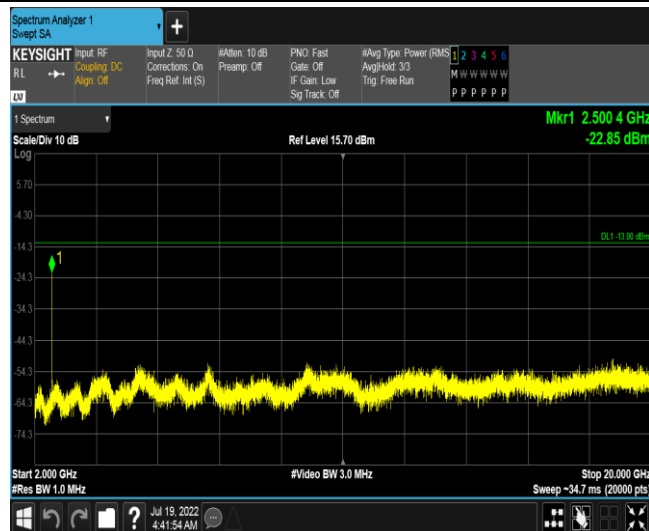 Spectrum Analyzer 1
Swept SA
KEYSIGHT
RL
Input: RF
Coupling: DC
Align: Off
Input Z: 50 Ω
Corrections: On
Freq Ref: Int (S)
#Atten: 10 dB
Preamp: Off
PNO: Fast
Gate: Off
IF Gain: Low
Sig Track: Off
#Avg Type: Power (RMS
Avg|Hold: 3/3
Trig: Free Run
1 2 3 4 5 6
M W W W W W
P P P P P P
LXI
1 Spectrum
Mkr1 2.500 4 GHz
Scale/Div 10 dB
Ref Level 15.70 dBm
-22.85 dBm
Log
5.70
-4.30
DL1 -13.00 dBm
-14.3
1
-24.3
-34.3
-44.3
-54.3
-64.3
-74.3
Start 2.000 GHz
#Video BW 3.0 MHz
Stop 20.000 GHz
#Res BW 1.0 MHz
Sweep ~34.7 ms (20000 pts)
?
Jul 19, 2022
4:41:54 AM